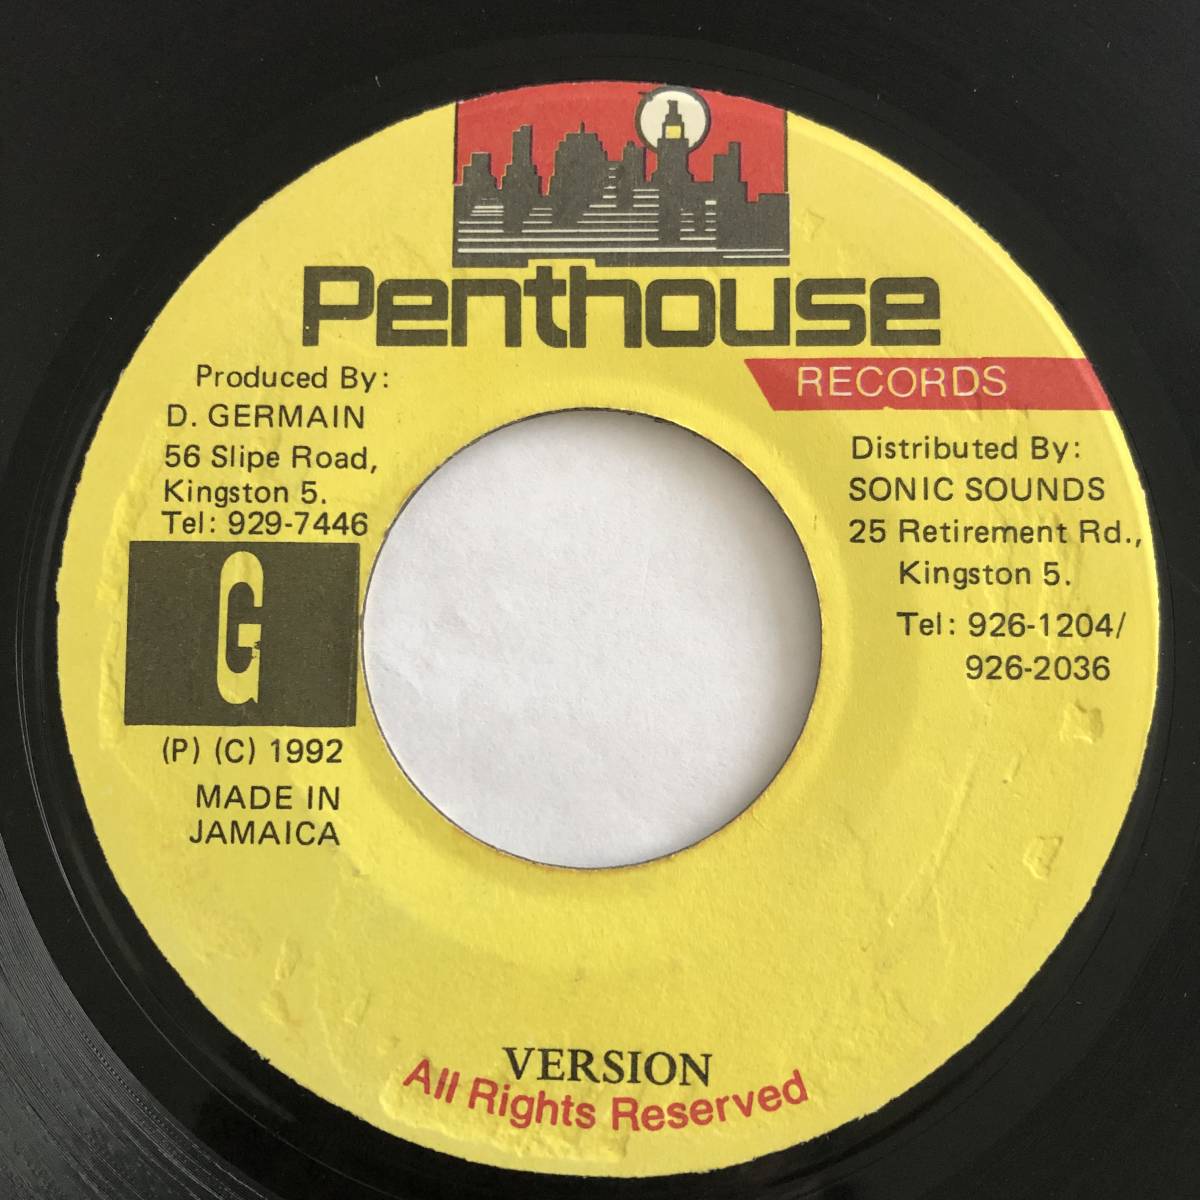 Penthouse
RECORDS
Produced By:
D. GERMAIN
56 Slipe Road,
Kingston 5.
Tel: 929-7446
G
(P) (C) 1992
MADE IN
JAMAICA
Distributed By:
SONIC SOUNDS
25 Retirement Rd.,
Kingston 5.
Tel: 926-1204/
926-2036
VERSION
All Rights Reserved